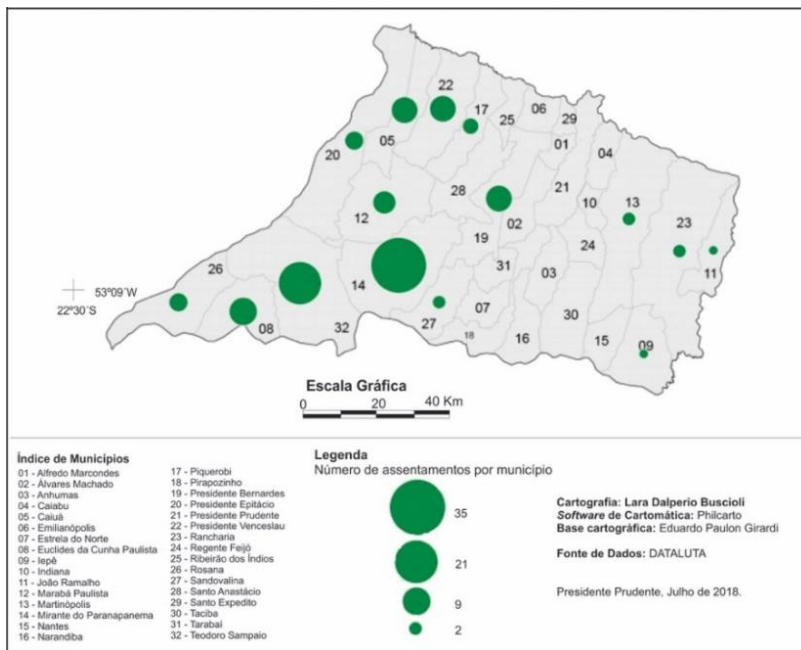 22
17
06
25
29
05
01
20
04
28
21
12
10
13
02
23
19
24
26
31
14
03
11
53º09´W
22º30´S
07
30
27
08
32
18
16
15
09
Escala Gráfica
0 20 40 Km
Índice de Municípios
01 - Alfredo Marcondes
02 - Álvares Machado
03 - Anhumas
04 - Caiabu
05 - Caiuá
06 - Emilianópolis
07 - Estrela do Norte
08 - Euclides da Cunha Paulista
09 - Iepê
10 - Indiana
11 - João Ramalho
12 - Marabá Paulista
13 - Martinópolis
14 - Mirante do Paranapanema
15 - Nantes
16 - Narandiba
17 - Piquerobi
18 - Pirapozinho
19 - Presidente Bernardes
20 - Presidente Epitácio
21 - Presidente Prudente
22 - Presidente Venceslau
23 - Rancharia
24 - Regente Feijó
25 - Ribeirão dos Índios
26 - Rosana
27 - Sandovalina
28 - Santo Anastácio
29 - Santo Expedito
30 - Taciba
31 - Tarabaí
32 - Teodoro Sampaio
Legenda
Número de assentamentos por município
35
21
9
2
Cartografia: Lara Dalperio Buscioli
Software de Cartomática: Philcarto
Base cartográfica: Eduardo Paulon Girardi
Fonte de Dados: DATALUTA
Presidente Prudente, Julho de 2018.